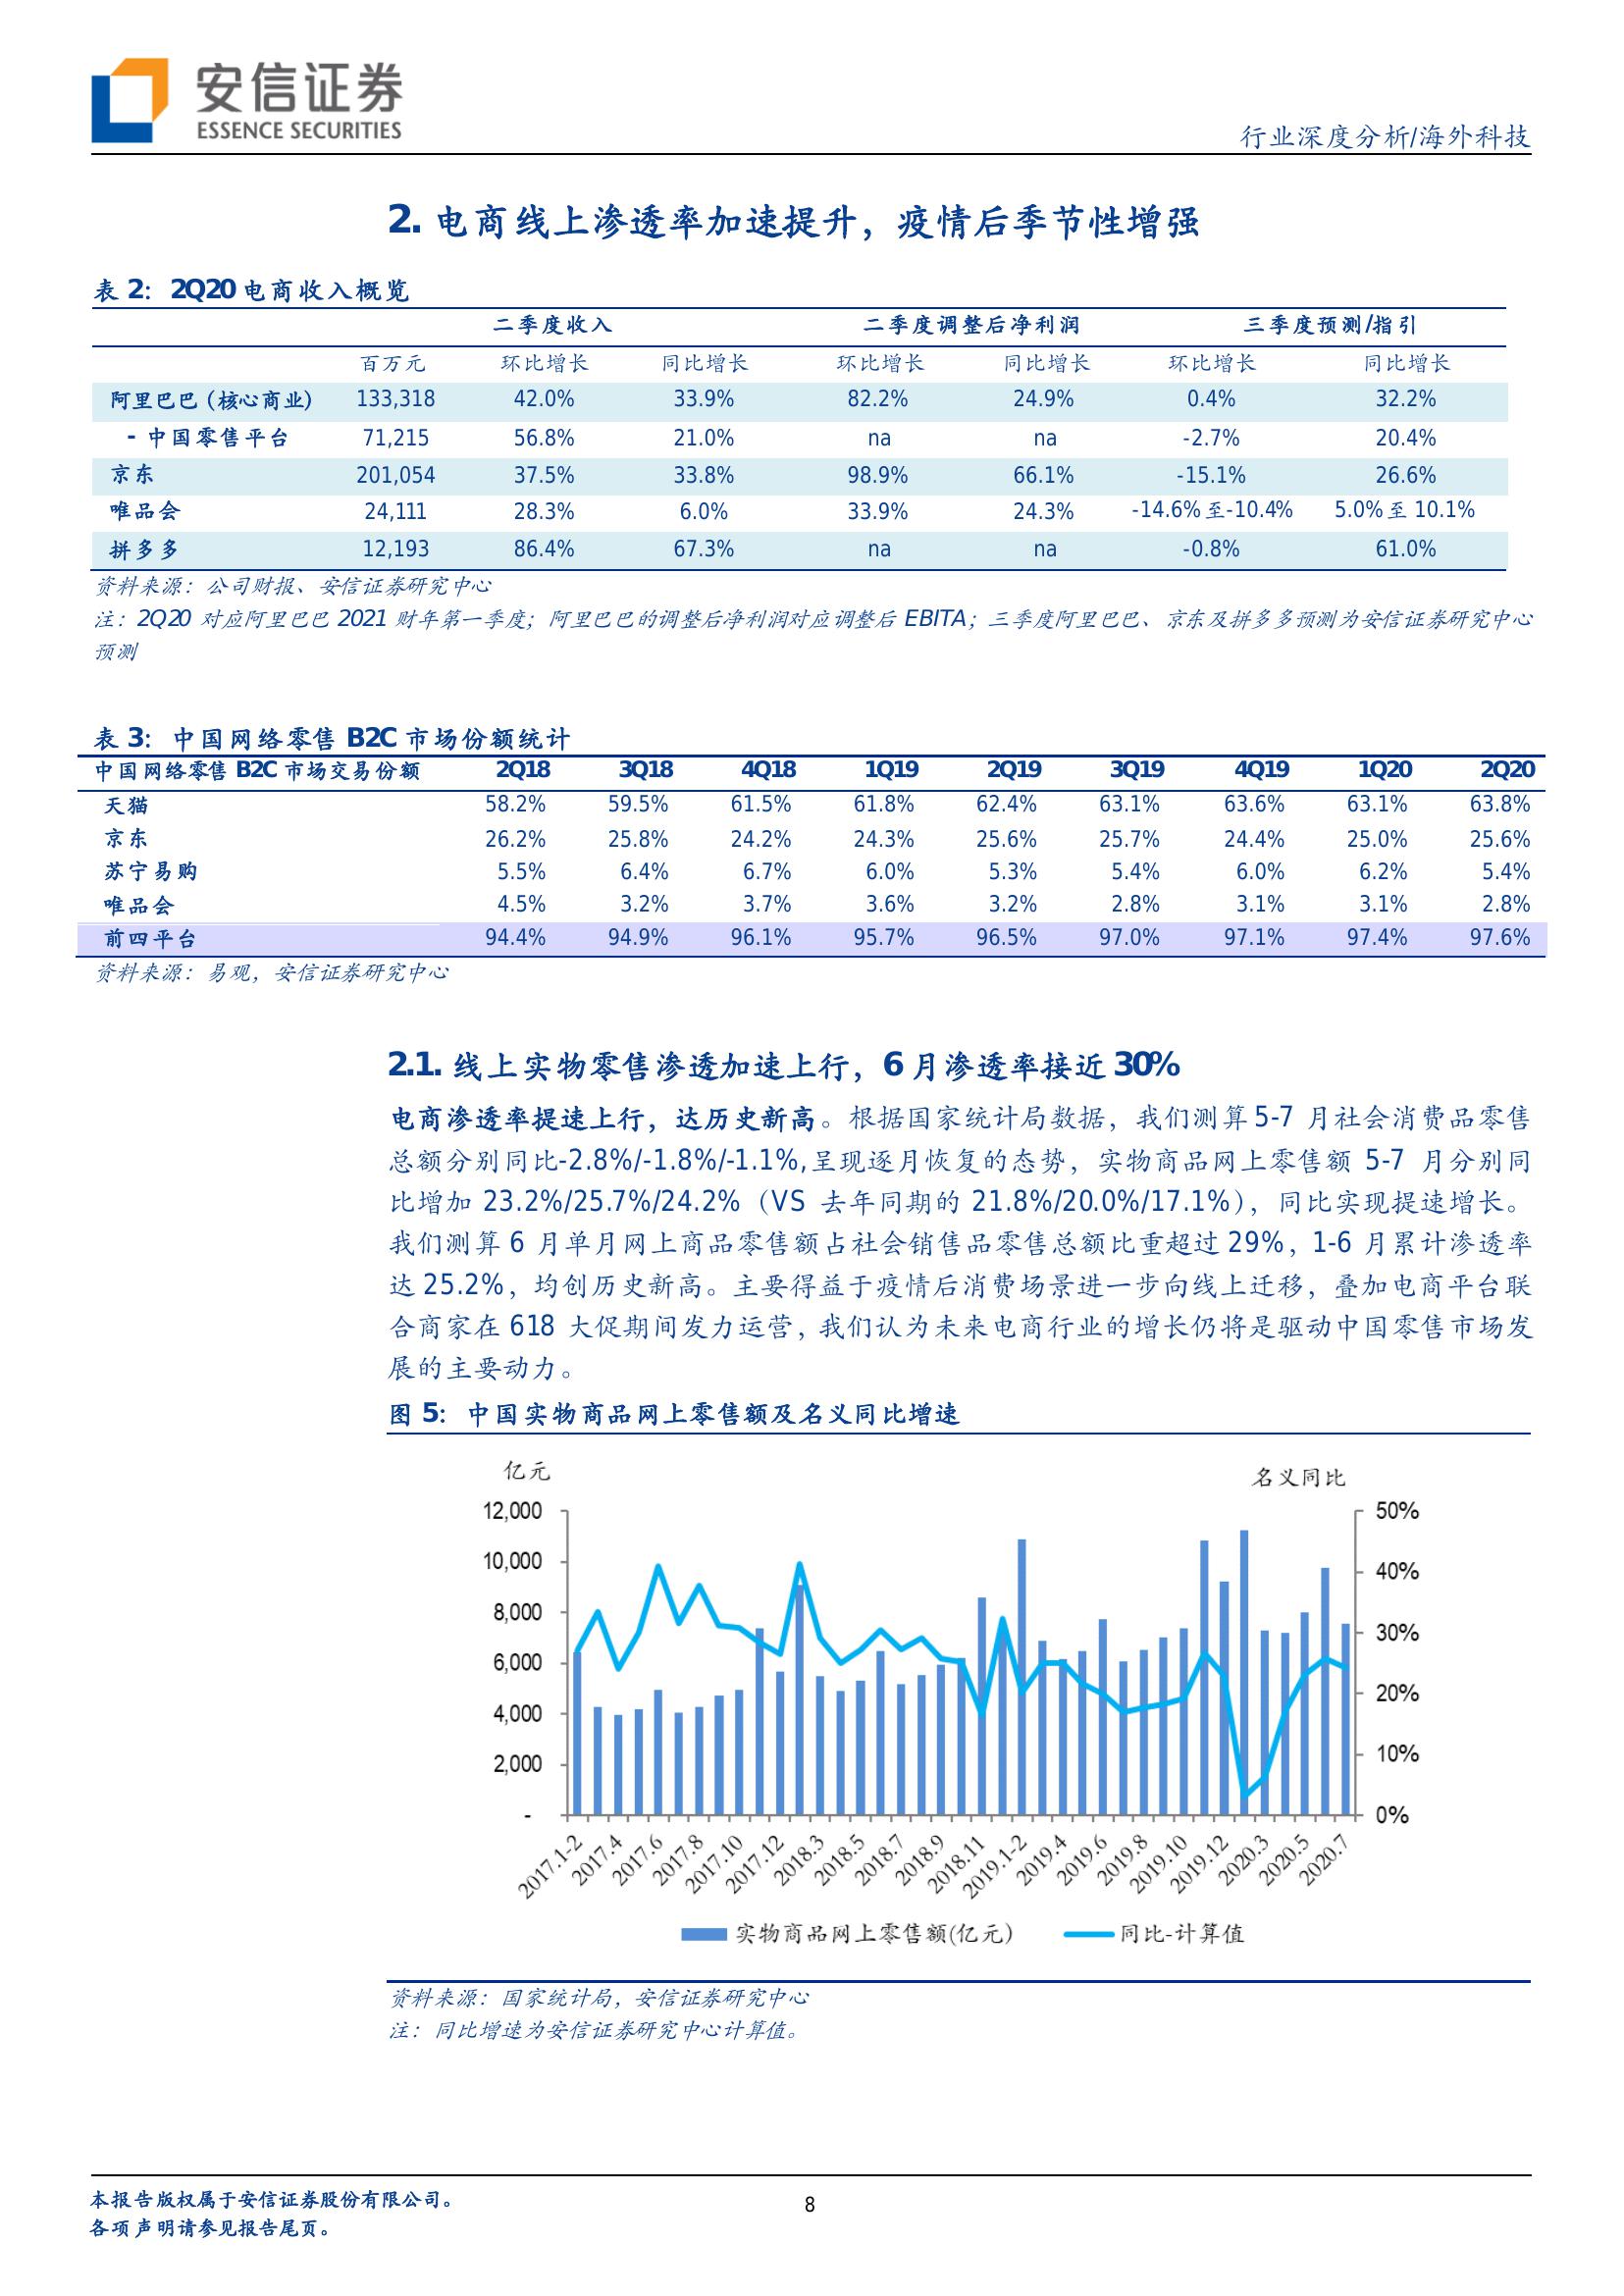 安信证券
ESSENCE SECURITIES
行业深度分析/海外科技
2. 电商线上渗透率加速提升，疫情后季节性增强
表 2：2Q20 电商收入概览
二季度收入 二季度调整后净利润 三季度预测/指引
百万元 环比增长 同比增长 环比增长 同比增长 环比增长 同比增长
阿里巴巴（核心商业） 133,318 42.0% 33.9% 82.2% 24.9% 0.4% 32.2%
- 中国零售平台 71,215 56.8% 21.0% na na -2.7% 20.4%
京东 201,054 37.5% 33.8% 98.9% 66.1% -15.1% 26.6%
唯品会 24,111 28.3% 6.0% 33.9% 24.3% -14.6%至-10.4% 5.0%至 10.1%
拼多多 12,193 86.4% 67.3% na na -0.8% 61.0%
资料来源：公司财报、安信证券研究中心
注：2Q20 对应阿里巴巴 2021 财年第一季度；阿里巴巴的调整后净利润对应调整后 EBITA；三季度阿里巴巴、京东及拼多多预测为安信证券研究中心
预测
表 3：中国网络零售 B2C 市场份额统计
中国网络零售 B2C 市场交易份额 2Q18 3Q18 4Q18 1Q19 2Q19 3Q19 4Q19 1Q20 2Q20
天猫 58.2% 59.5% 61.5% 61.8% 62.4% 63.1% 63.6% 63.1% 63.8%
京东 26.2% 25.8% 24.2% 24.3% 25.6% 25.7% 24.4% 25.0% 25.6%
苏宁易购 5.5% 6.4% 6.7% 6.0% 5.3% 5.4% 6.0% 6.2% 5.4%
唯品会 4.5% 3.2% 3.7% 3.6% 3.2% 2.8% 3.1% 3.1% 2.8%
前四平台 94.4% 94.9% 96.1% 95.7% 96.5% 97.0% 97.1% 97.4% 97.6%
资料来源：易观，安信证券研究中心
2.1. 线上实物零售渗透加速上行，6 月渗透率接近 30%
电商渗透率提速上行，达历史新高。根据国家统计局数据，我们测算 5-7 月社会消费品零售
总额分别同比-2.8%/-1.8%/-1.1%,呈现逐月恢复的态势，实物商品网上零售额 5-7 月分别同
比增加 23.2%/25.7%/24.2%（VS 去年同期的 21.8%/20.0%/17.1%），同比实现提速增长。
我们测算 6 月单月网上商品零售额占社会销售品零售总额比重超过 29%，1-6 月累计渗透率
达 25.2%，均创历史新高。主要得益于疫情后消费场景进一步向线上迁移，叠加电商平台联
合商家在 618 大促期间发力运营，我们认为未来电商行业的增长仍将是驱动中国零售市场发
展的主要动力。
图 5：中国实物商品网上零售额及名义同比增速
亿元 名义同比
12,000 50%
10,000 40%
8,000 30%
6,000 20%
4,000 10%
2,000 0%
-
2017.1-2 2017.4 2017.6 2017.8 2017.10 2017.12 2018.3 2018.5 2018.7 2018.9 2018.11 2019.1-2 2019.4 2019.6 2019.8 2019.10 2019.12 2020.3 2020.5 2020.7
实物商品网上零售额(亿元) 同比-计算值
资料来源：国家统计局，安信证券研究中心
注：同比增速为安信证券研究中心计算值。
本报告版权属于安信证券股份有限公司。
各项声明请参见报告尾页。
8